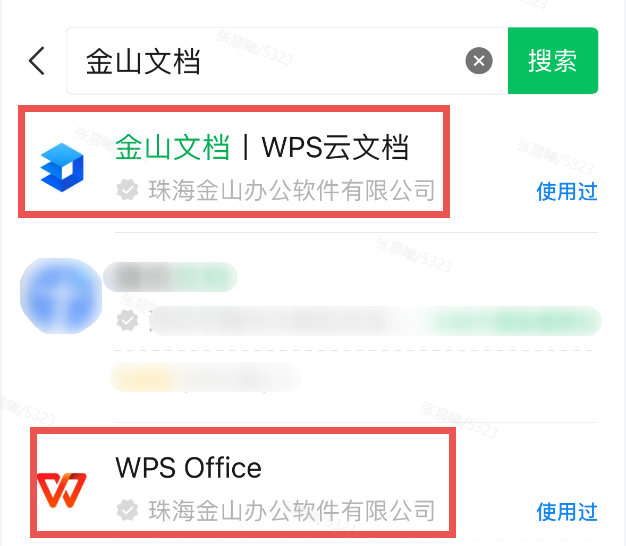 金山文档
搜索
金山文档丨WPS云文档
珠海金山办公软件有限公司
使用过
WPS Office
珠海金山办公软件有限公司
使用过